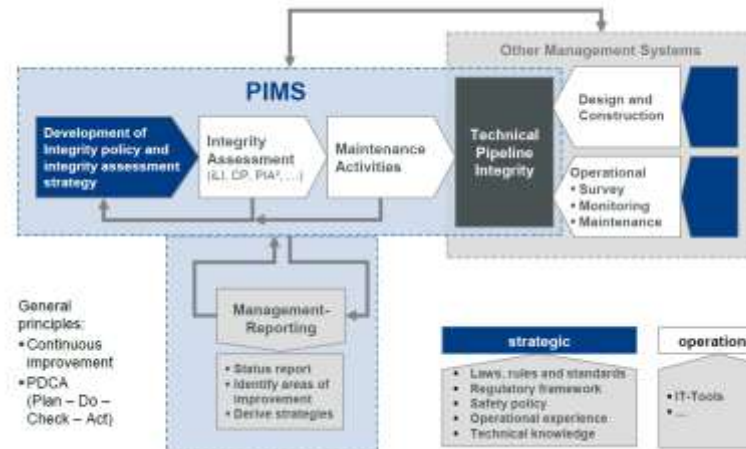 Other Management Systems
PIMS
Development of
Integrity policy and
integrity assessment
strategy
Integrity
Assessment
(ILI, CP, PIA², …)
Maintenance
Activities
Technical
Pipeline
Integrity
Design and
Construction
Operational
• Survey
• Monitoring
• Maintenance
General
principles:
• Continuous
improvement
• PDCA
(Plan – Do –
Check – Act)
Management-
Reporting
• Status report
• Identify areas of
improvement
• Derive strategies
strategic
• Laws, rules and standards
• Regulatory framework
• Safety policy
• Operational experience
• Technical knowledge
operation
• IT-Tools
• ...